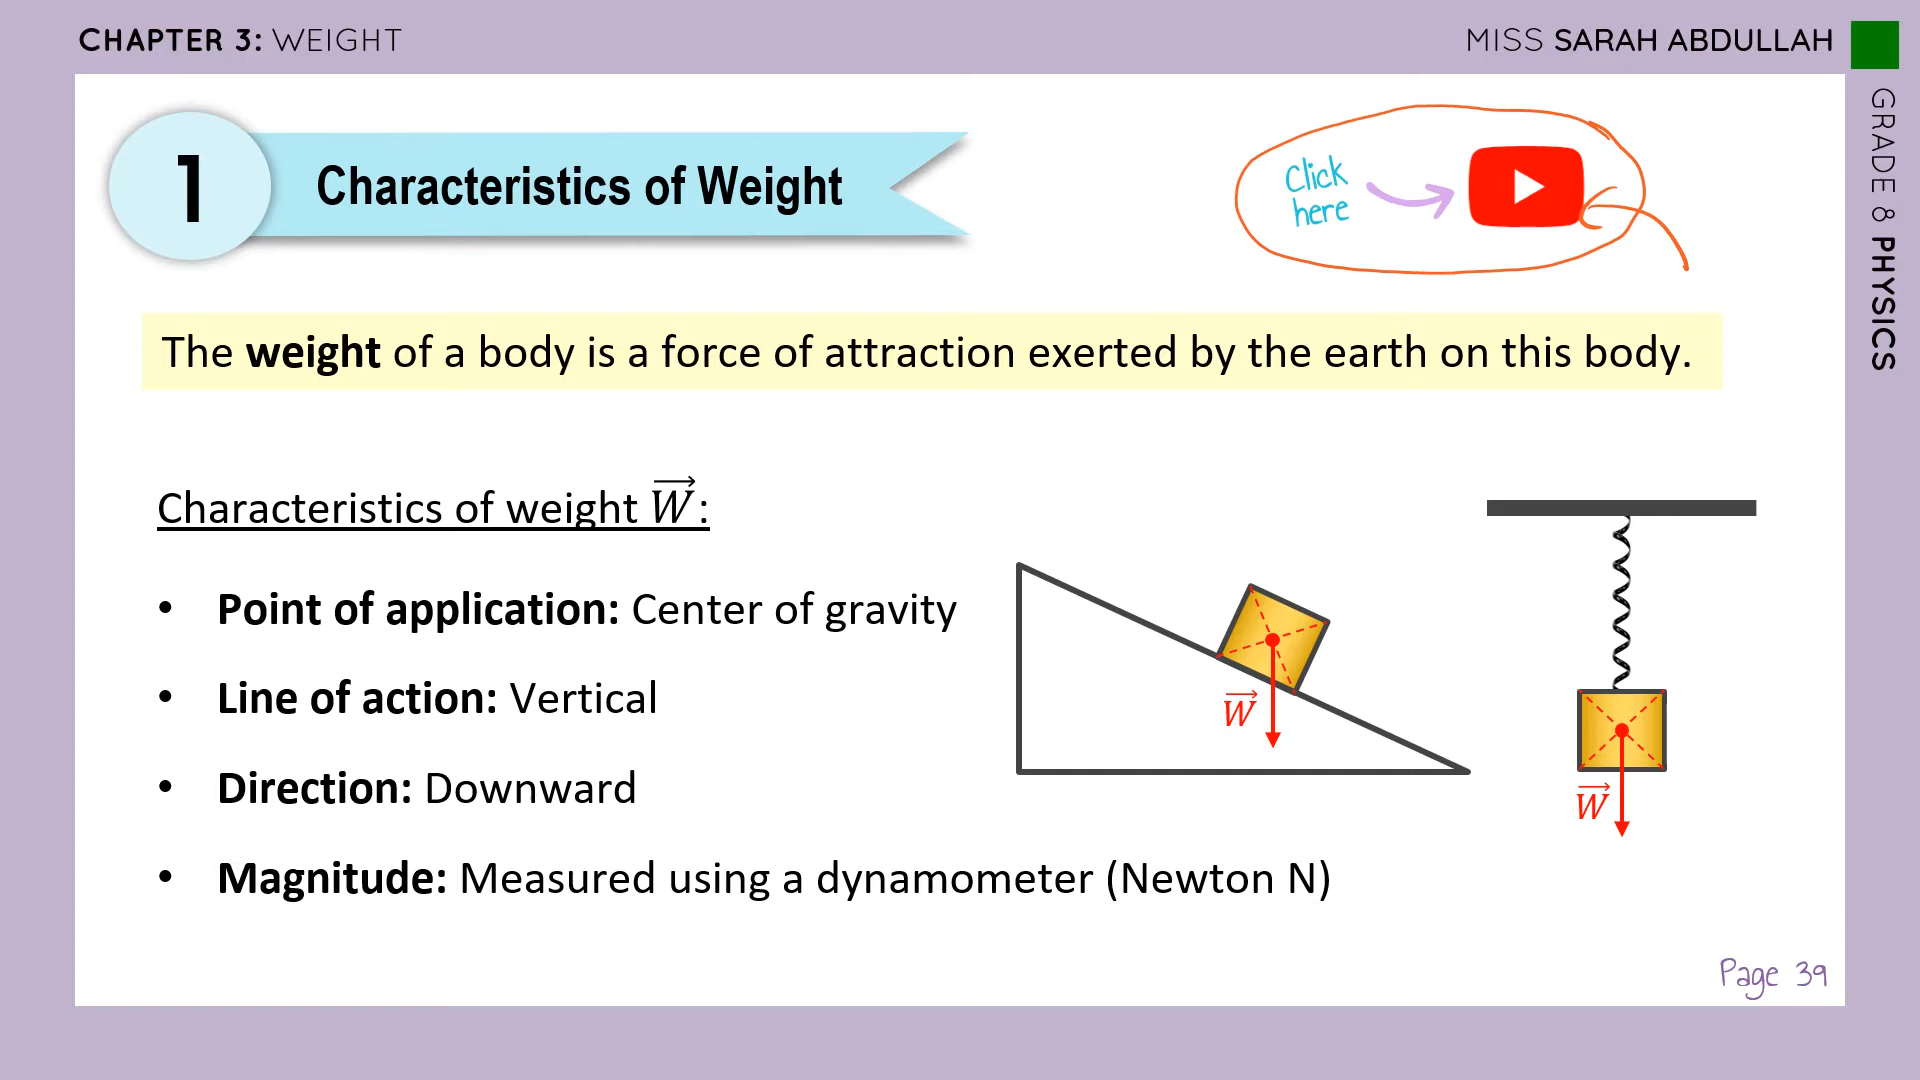 CHAPTER 3: WEIGHT
MISS SARAH ABDULLAH
GRADE 8 PHYSICS
1
Characteristics of Weight
Click
here
The weight of a body is a force of attraction exerted by the earth on this body.
Characteristics of weight W⃗:
• Point of application: Center of gravity
• Line of action: Vertical
• Direction: Downward
• Magnitude: Measured using a dynamometer (Newton N)
W⃗
W⃗
Page 39